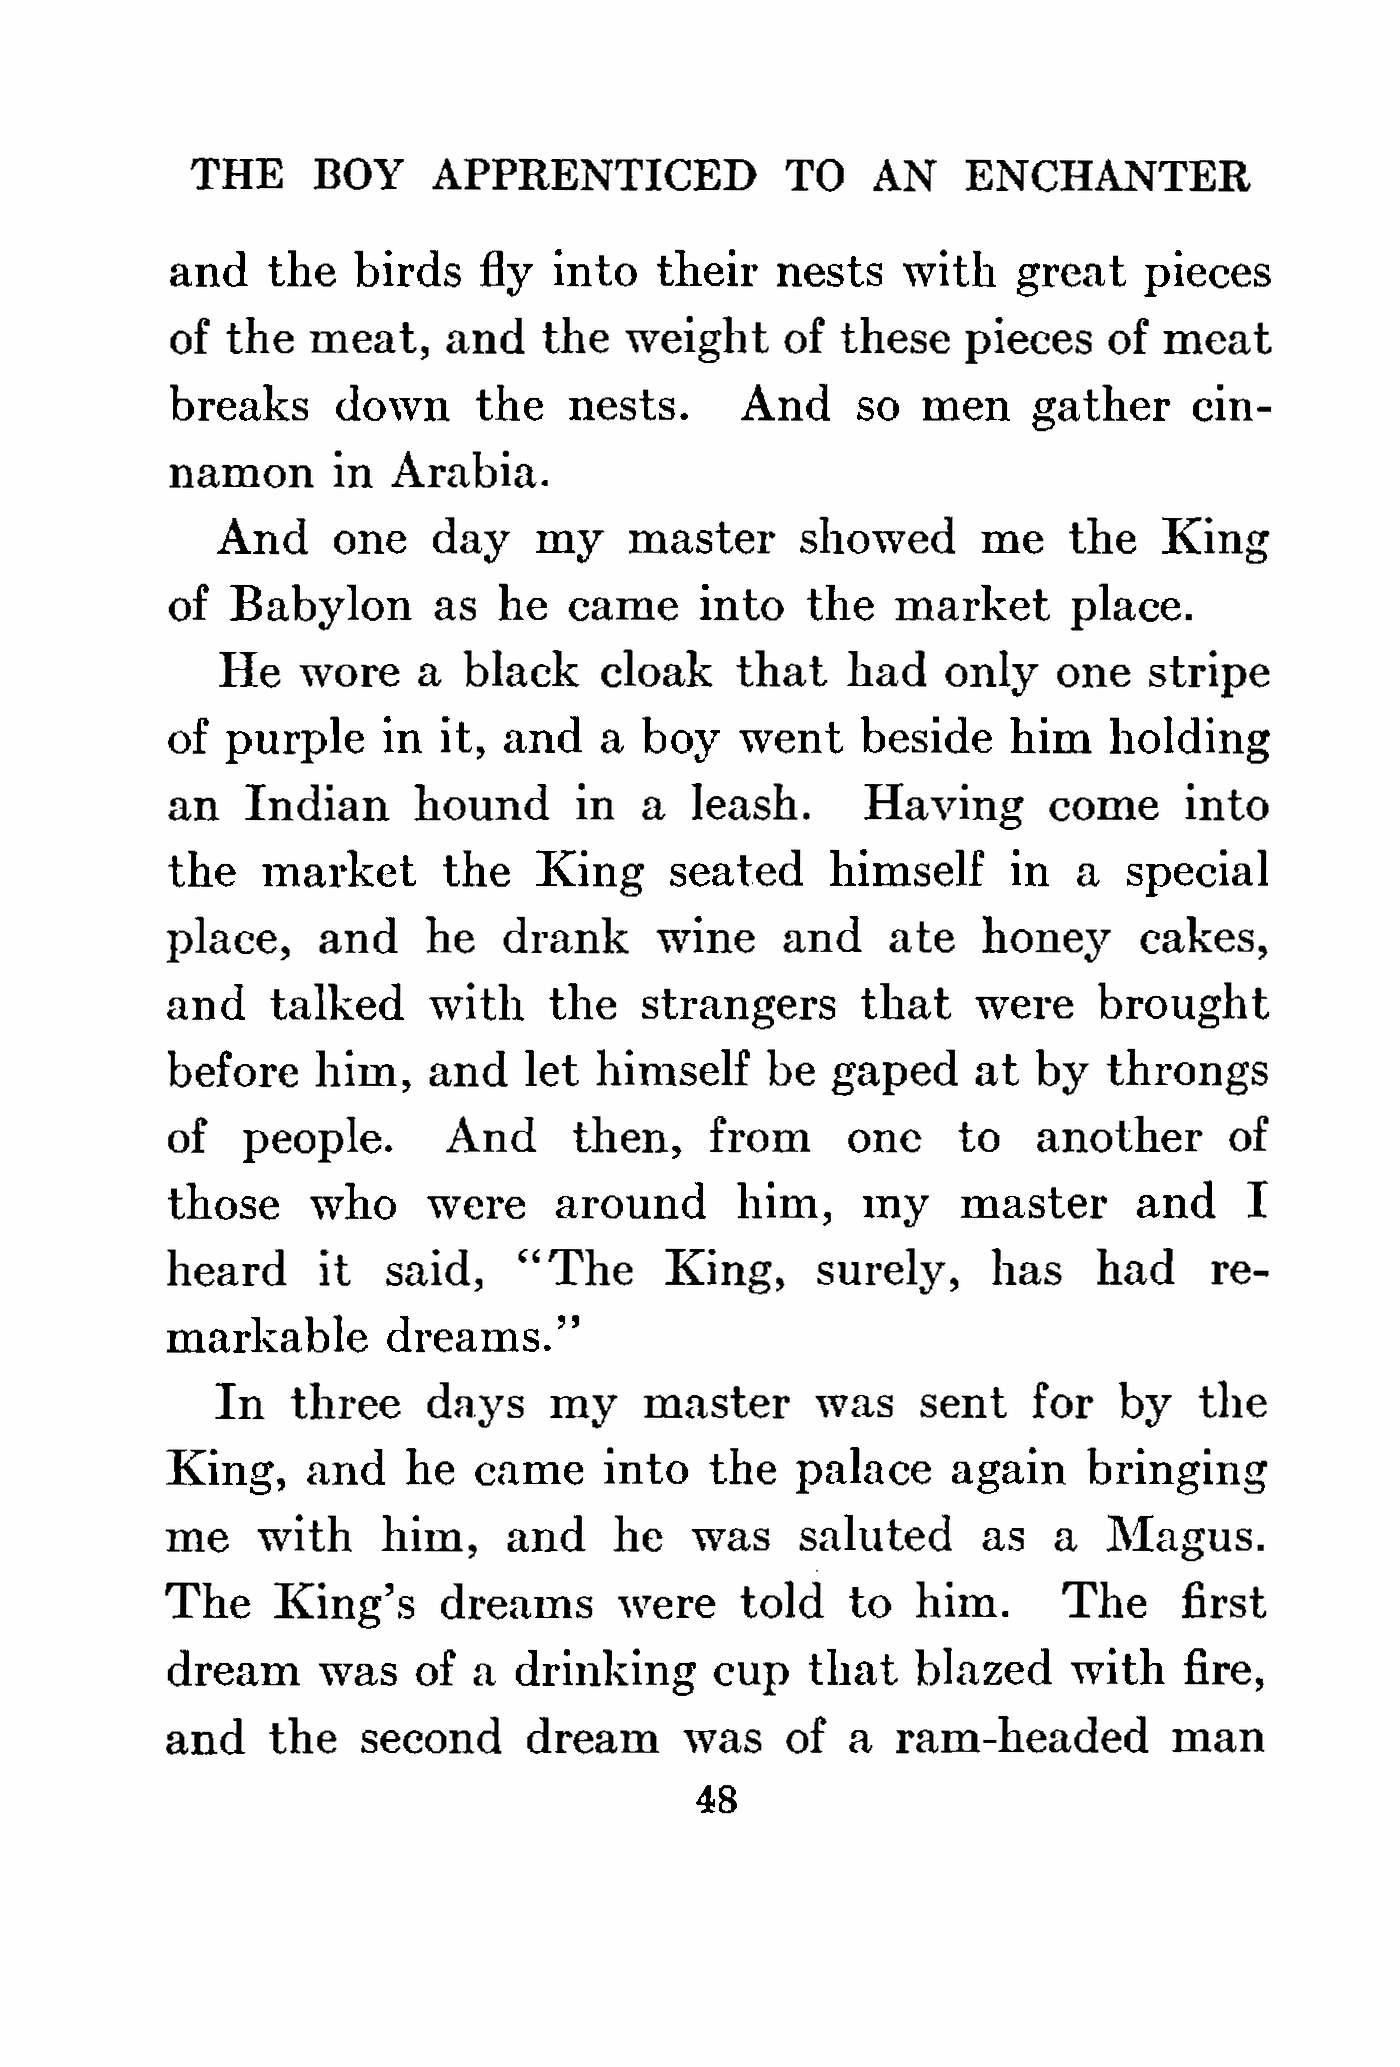 THE BOY APPRENTICED TO AN ENCHANTER
and the birds fly into their nests with great pieces
of the meat, and the weight of these pieces of meat
breaks down the nests. And so men gather cin-
namon in Arabia.
And one day my master showed me the King
of Babylon as he came into the market place.
He wore a black cloak that had only one stripe
of purple in it, and a boy went beside him holding
an Indian hound in a leash. Having come into
the market the King seated himself in a special
place, and he drank wine and ate honey cakes,
and talked with the strangers that were brought
before him, and let himself be gaped at by throngs
of people. And then, from one to another of
those who were around him, my master and I
heard it said, “The King, surely, has had re-
markable dreams.”
In three days my master was sent for by the
King, and he came into the palace again bringing
me with him, and he was saluted as a Magus.
The King’s dreams were told to him. The first
dream was of a drinking cup that blazed with fire,
and the second dream was of a ram-headed man
48